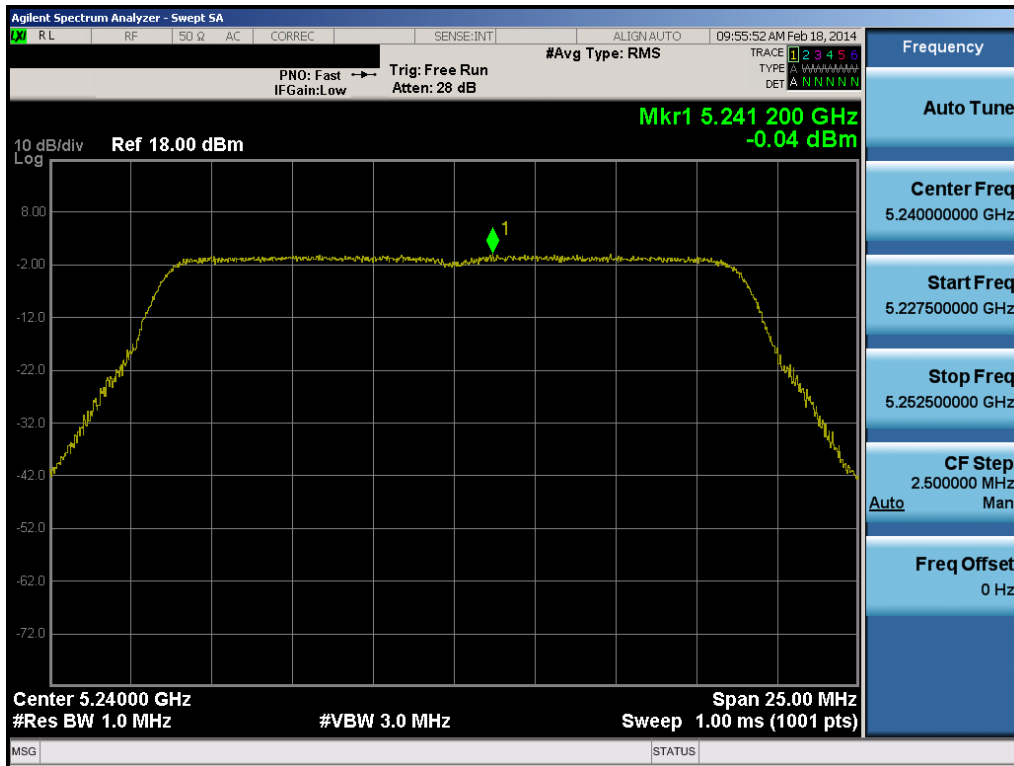 Agilent Spectrum Analyzer - Swept SA
LXI RL RF 50 Ω AC CORREC SENSE:INT ALIGN AUTO 09:55:52 AM Feb 18, 2014
PNO: Fast
IFGain:Low
Trig: Free Run
Atten: 28 dB
#Avg Type: RMS
TRACE 1 2 3 4 5 6
TYPE A WWWWW
DET A N N N N N
Mkr1 5.241 200 GHz
-0.04 dBm
10 dB/div
Log
Ref 18.00 dBm
1
8.00
-2.00
-12.0
-22.0
-32.0
-42.0
-52.0
-62.0
-72.0
Center 5.24000 GHz
Span 25.00 MHz
#Res BW 1.0 MHz
#VBW 3.0 MHz
Sweep 1.00 ms (1001 pts)
MSG
STATUS
Frequency
Auto Tune
Center Freq
5.240000000 GHz
Start Freq
5.227500000 GHz
Stop Freq
5.252500000 GHz
CF Step
2.500000 MHz
Auto Man
Freq Offset
0 Hz